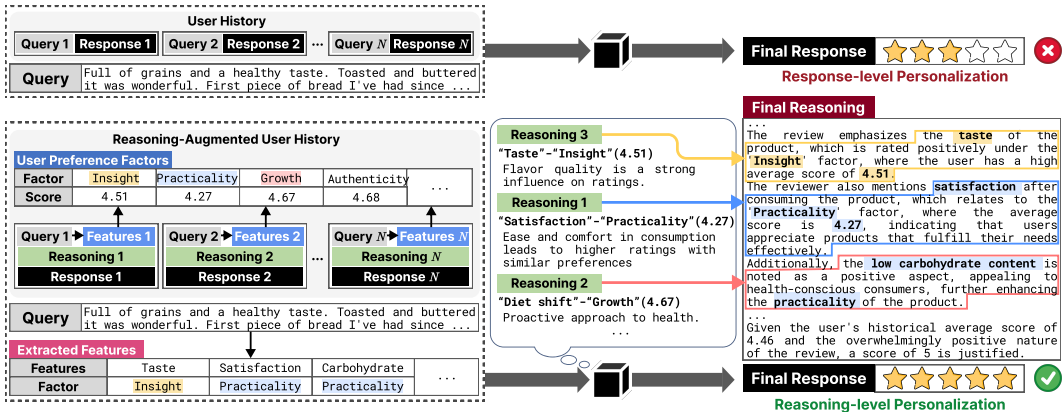 User History
Query 1 Response 1 Query 2 Response 2 ... Query N Response N
Query
Full of grains and a healthy taste. Toasted and buttered
it was wonderful. First piece of bread I've had since ...
Final Response
Response-level Personalization
Reasoning-Augmented User History
User Preference Factors
Factor Insight Practicality Growth Authenticity ...
Score 4.51 4.27 4.67 4.68
Query 1 Features 1 Query 2 Features 2 ... Query N Features N
Reasoning 1 Reasoning 2 Reasoning N
Response 1 Response 2 Response N
Query
Full of grains and a healthy taste. Toasted and buttered
it was wonderful. First piece of bread I've had since ...
Extracted Features
Features Taste Satisfaction Carbohydrate ...
Factor Insight Practicality Practicality
Reasoning 3
"Taste"-"Insight"(4.51)
Flavor quality is a strong
influence on ratings.
Reasoning 1
"Satisfaction"-"Practicality"(4.27)
Ease and comfort in consumption
leads to higher ratings with
similar preferences
Reasoning 2
"Diet shift"-"Growth"(4.67)
Proactive approach to health.
...
Final Reasoning
...
The review emphasizes the taste of the
product, which is rated positively under the
'Insight' factor, where the user has a high
average score of 4.51.
The reviewer also mentions satisfaction after
consuming the product, which relates to the
'Practicality' factor, where the average
score is 4.27, indicating that users
appreciate products that fulfill their needs
effectively.
Additionally, the low carbohydrate content is
noted as a positive aspect, appealing to
health-conscious consumers, further enhancing
the practicality of the product.
...
Given the user's historical average score of
4.46 and the overwhelmingly positive nature
of the review, a score of 5 is justified.
Final Response
Reasoning-level Personalization